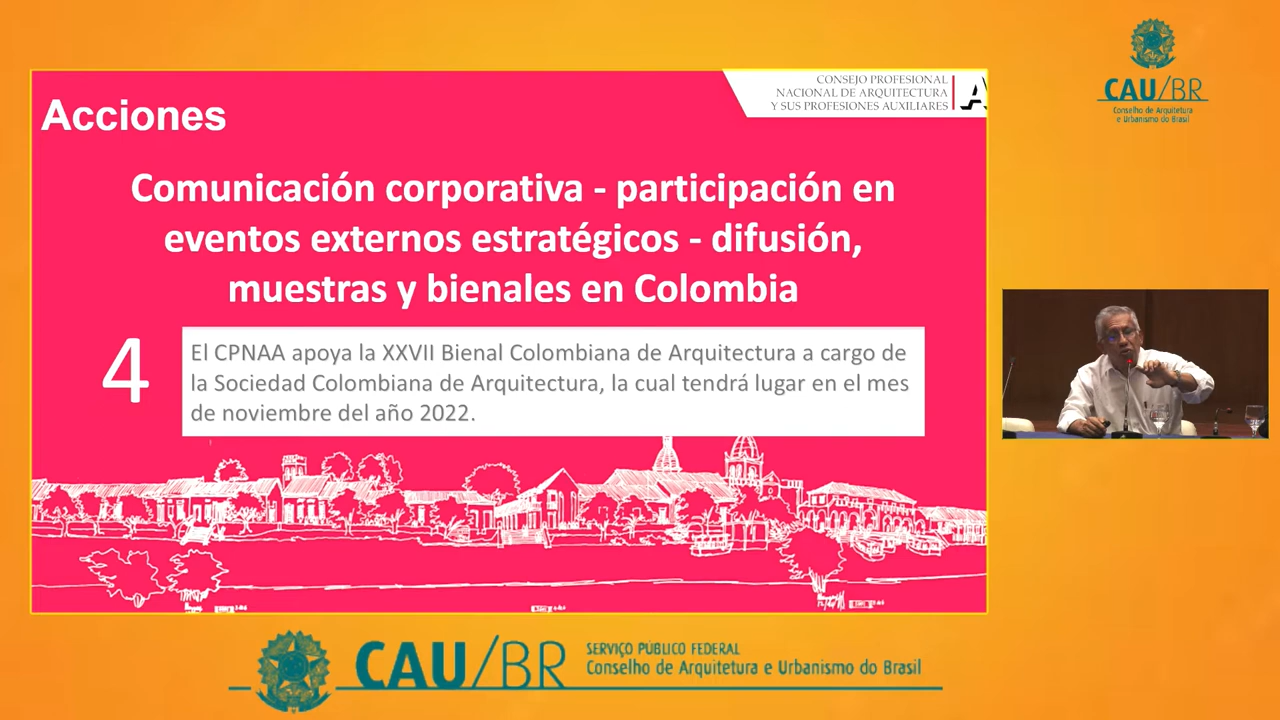 CONSEJO PROFESIONAL
NACIONAL DE ARQUITECTURA
Y SUS PROFESIONES AUXILIARES
Acciones
Comunicación corporativa - participación en
eventos externos estratégicos - difusión,
muestras y bienales en Colombia
4
El CPNAA apoya la XXVII Bienal Colombiana de Arquitectura a cargo de
la Sociedad Colombiana de Arquitectura, la cual tendrá lugar en el mes
de noviembre del año 2022.
CAU/BR
Conselho de Arquitetura
e Urbanismo do Brasil
CAU/BR
SERVIÇO PÚBLICO FEDERAL
Conselho de Arquitetura e Urbanismo do Brasil